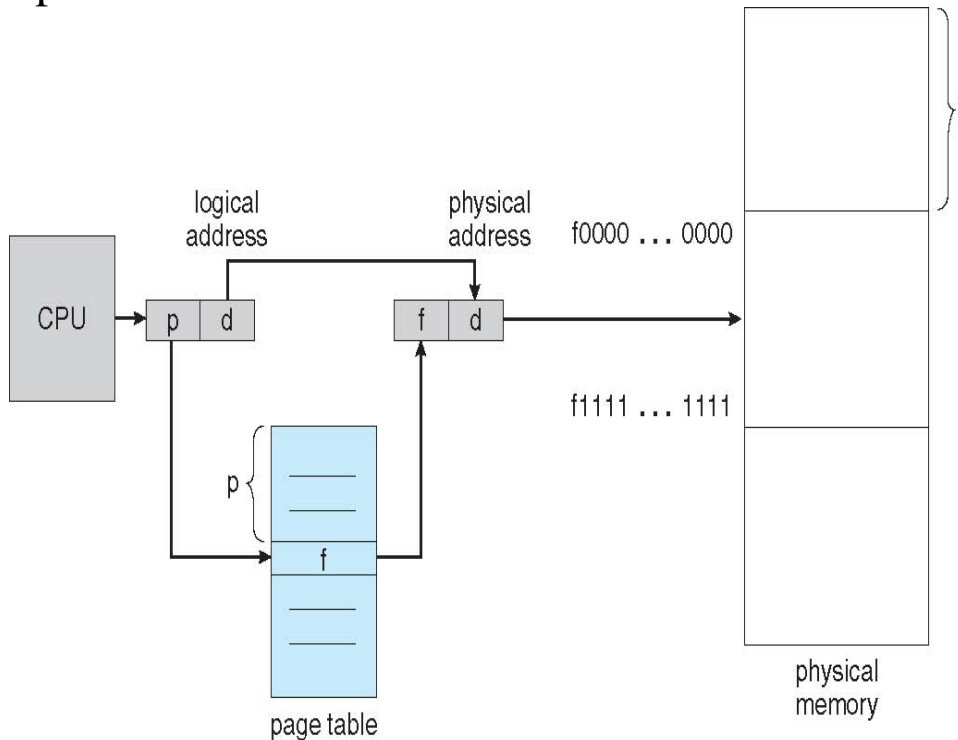 logical
address
physical
address
f0000 ... 0000
CPU
p
d
f
d
f1111 ... 1111
p
f
page table
physical
memory